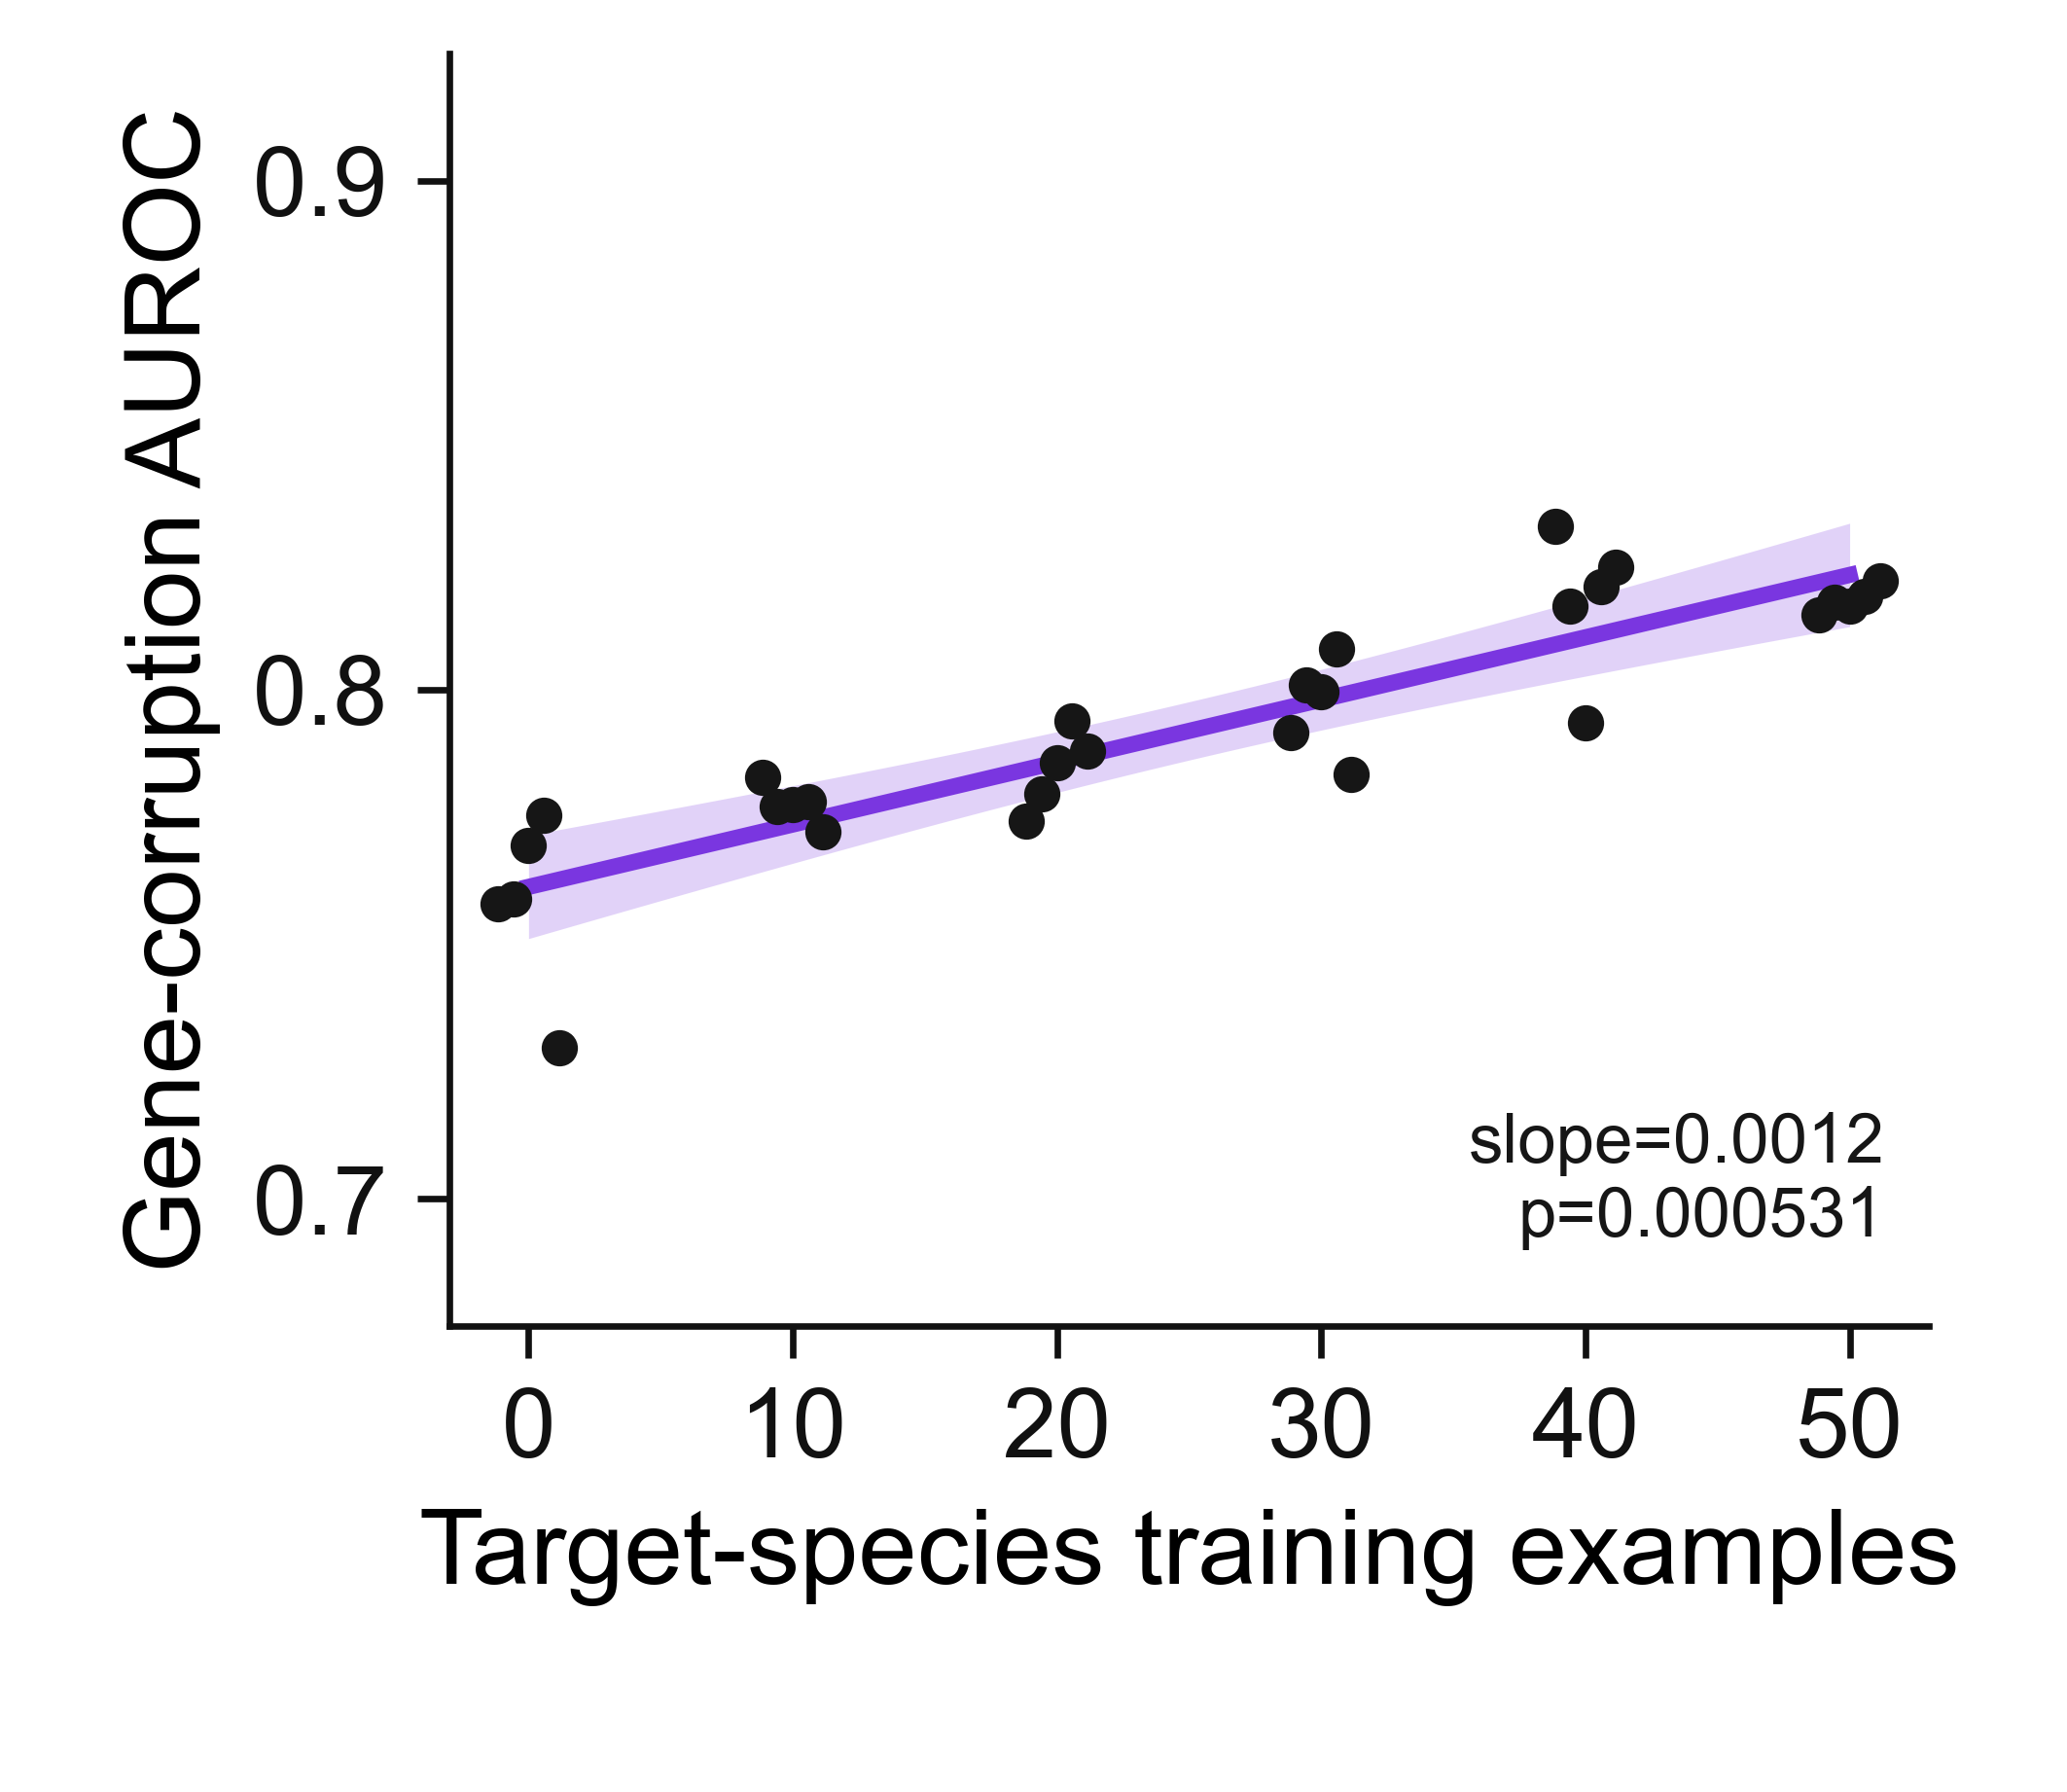 Gene-corruption AUROC
0.9
0.8
0.7
slope=0.0012
p=0.000531
0 10 20 30 40 50
Target-species training examples